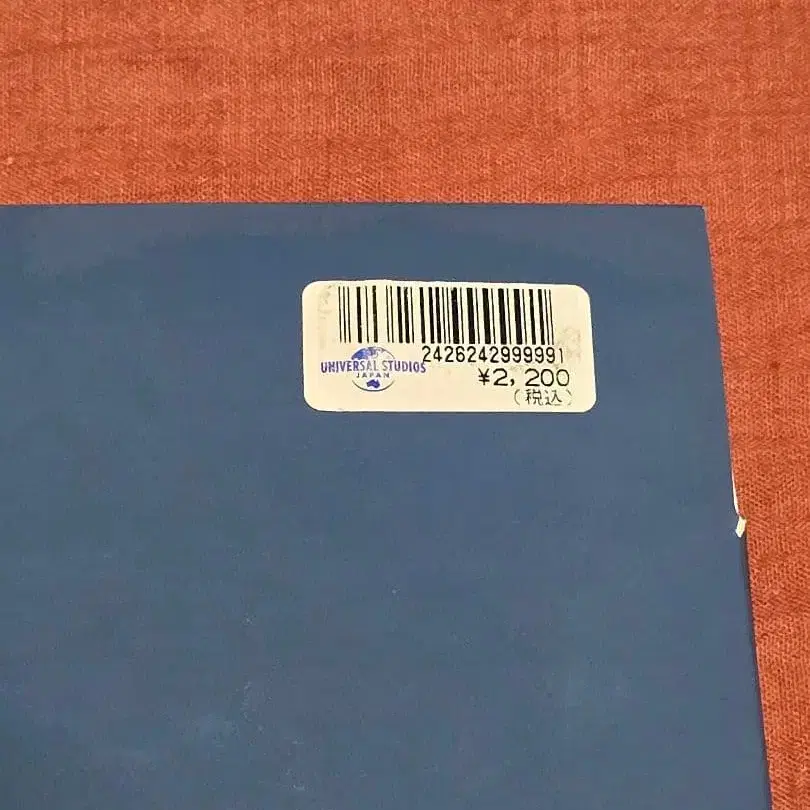 2426242999991
UNIVERSAL STUDIOS
JAPAN
¥2,200
(税込)